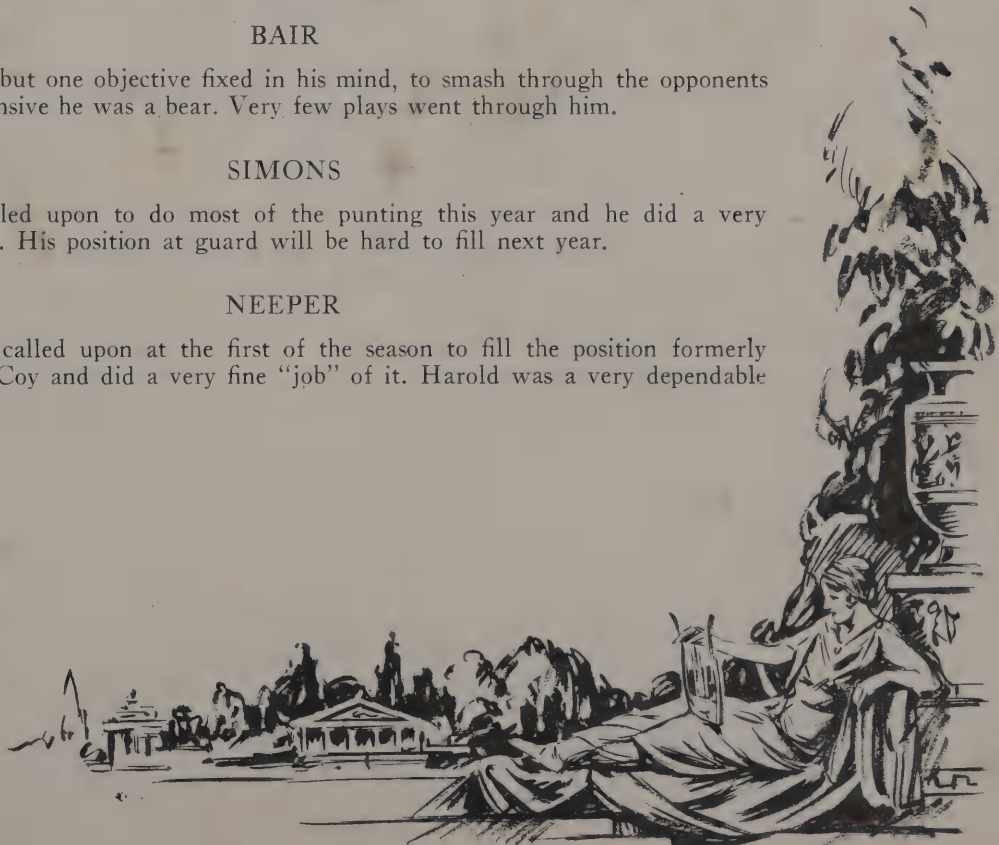 BAIR
but one objective fixed in his mind, to smash through the opponents
nsive he was a bear. Very few plays went through him.
SIMONS
led upon to do most of the punting this year and he did a very
. His position at guard will be hard to fill next year.
NEEPER
called upon at the first of the season to fill the position formerly
Coy and did a very fine “job” of it. Harold was a very dependable